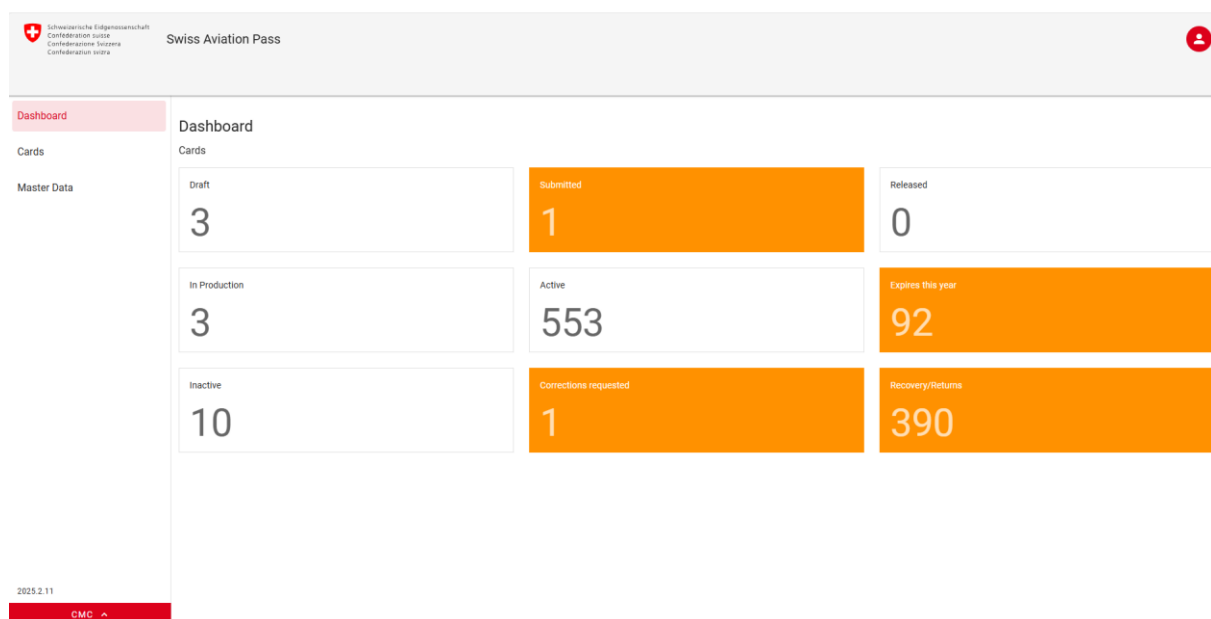 Schweizerische Eidgenossenschaft
Confédération suisse
Confederazione Svizzera
Confederaziun svizra
Swiss Aviation Pass
Dashboard
Cards
Master Data
Dashboard
Cards
Draft
3
Submitted
1
Released
0
In Production
3
Active
553
Expires this year
92
Inactive
10
Corrections requested
1
Recovery/Returns
390
2025.2.11
CMC